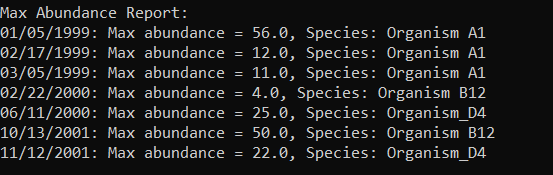 Max Abundance Report:
01/05/1999: Max abundance = 56.0, Species: Organism A1
02/17/1999: Max abundance = 12.0, Species: Organism A1
03/05/1999: Max abundance = 11.0, Species: Organism A1
02/22/2000: Max abundance = 4.0, Species: Organism B12
06/11/2000: Max abundance = 25.0, Species: Organism_D4
10/13/2001: Max abundance = 50.0, Species: Organism B12
11/12/2001: Max abundance = 22.0, Species: Organism_D4